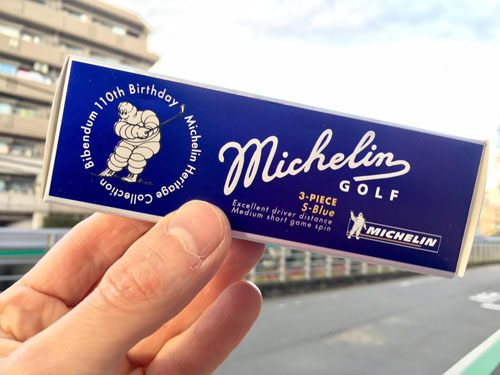 Bibendum 110th Birthday / Michelin Heritage Collection
Michelin
GOLF
3-PIECE
S-Blue
Excellent driver distance
Medium short game spin
MICHELIN